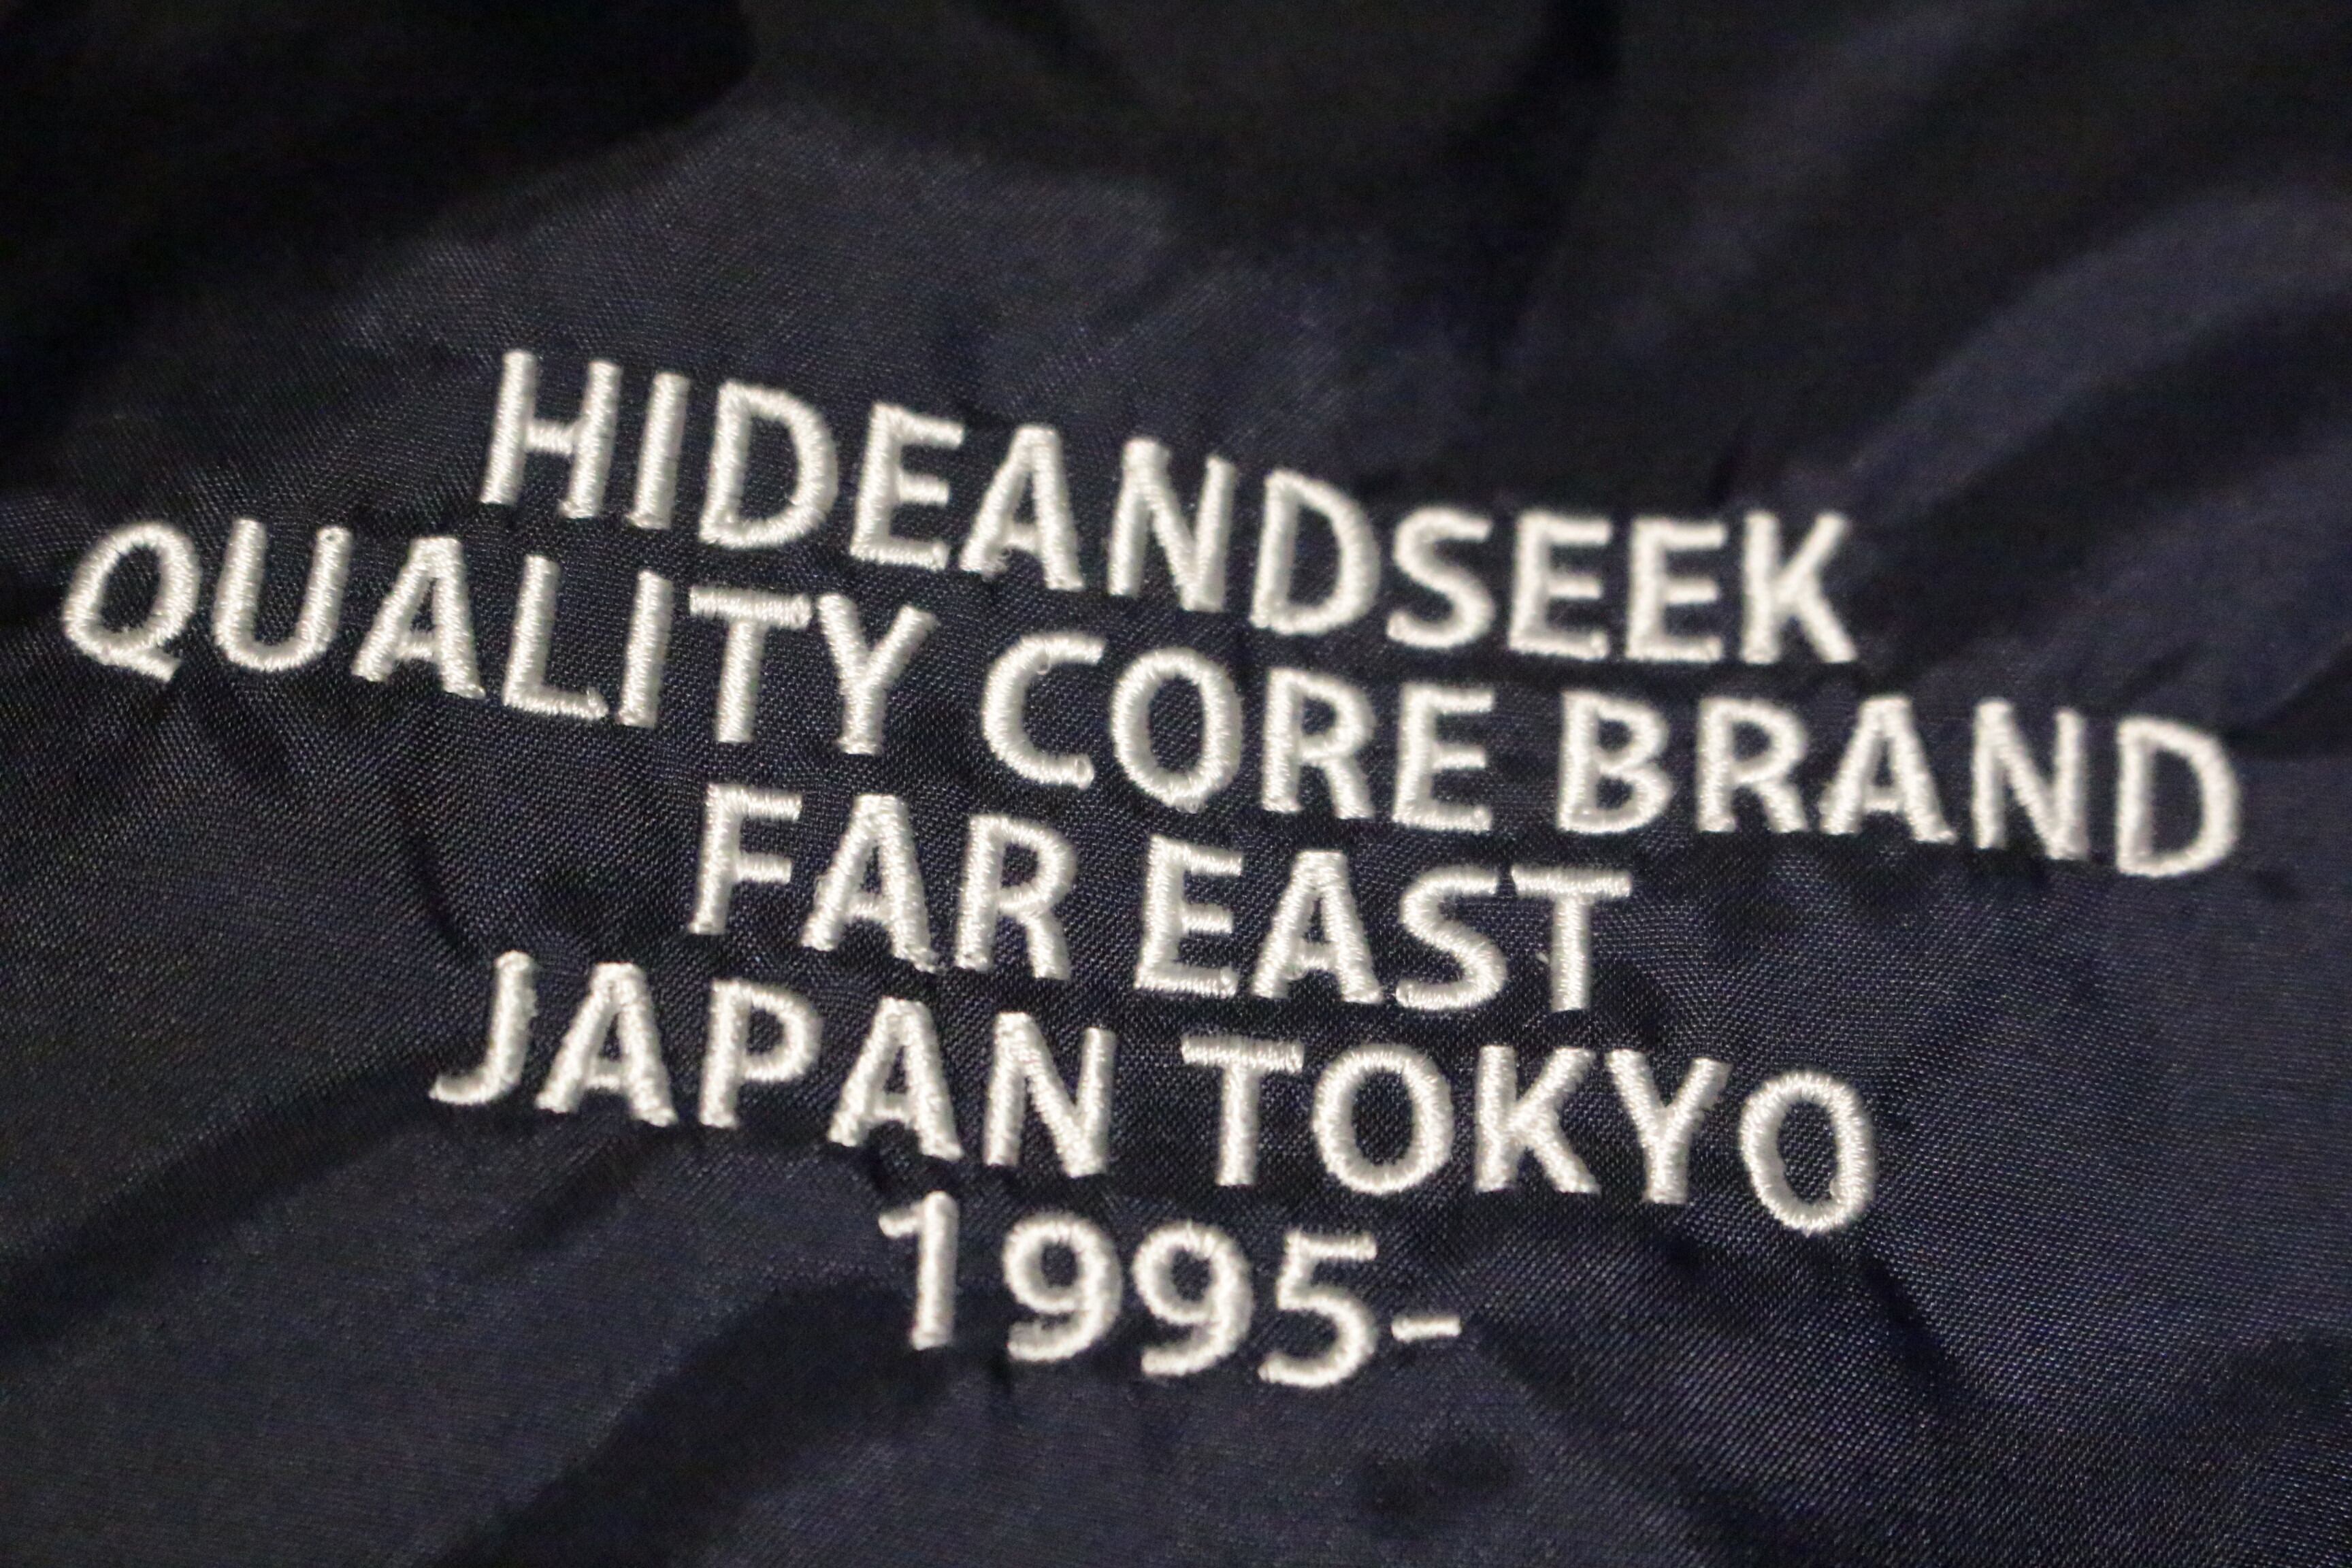 HIDEANDSEEK
QUALITY CORE BRAND
FAR EAST
JAPAN TOKYO
1995-